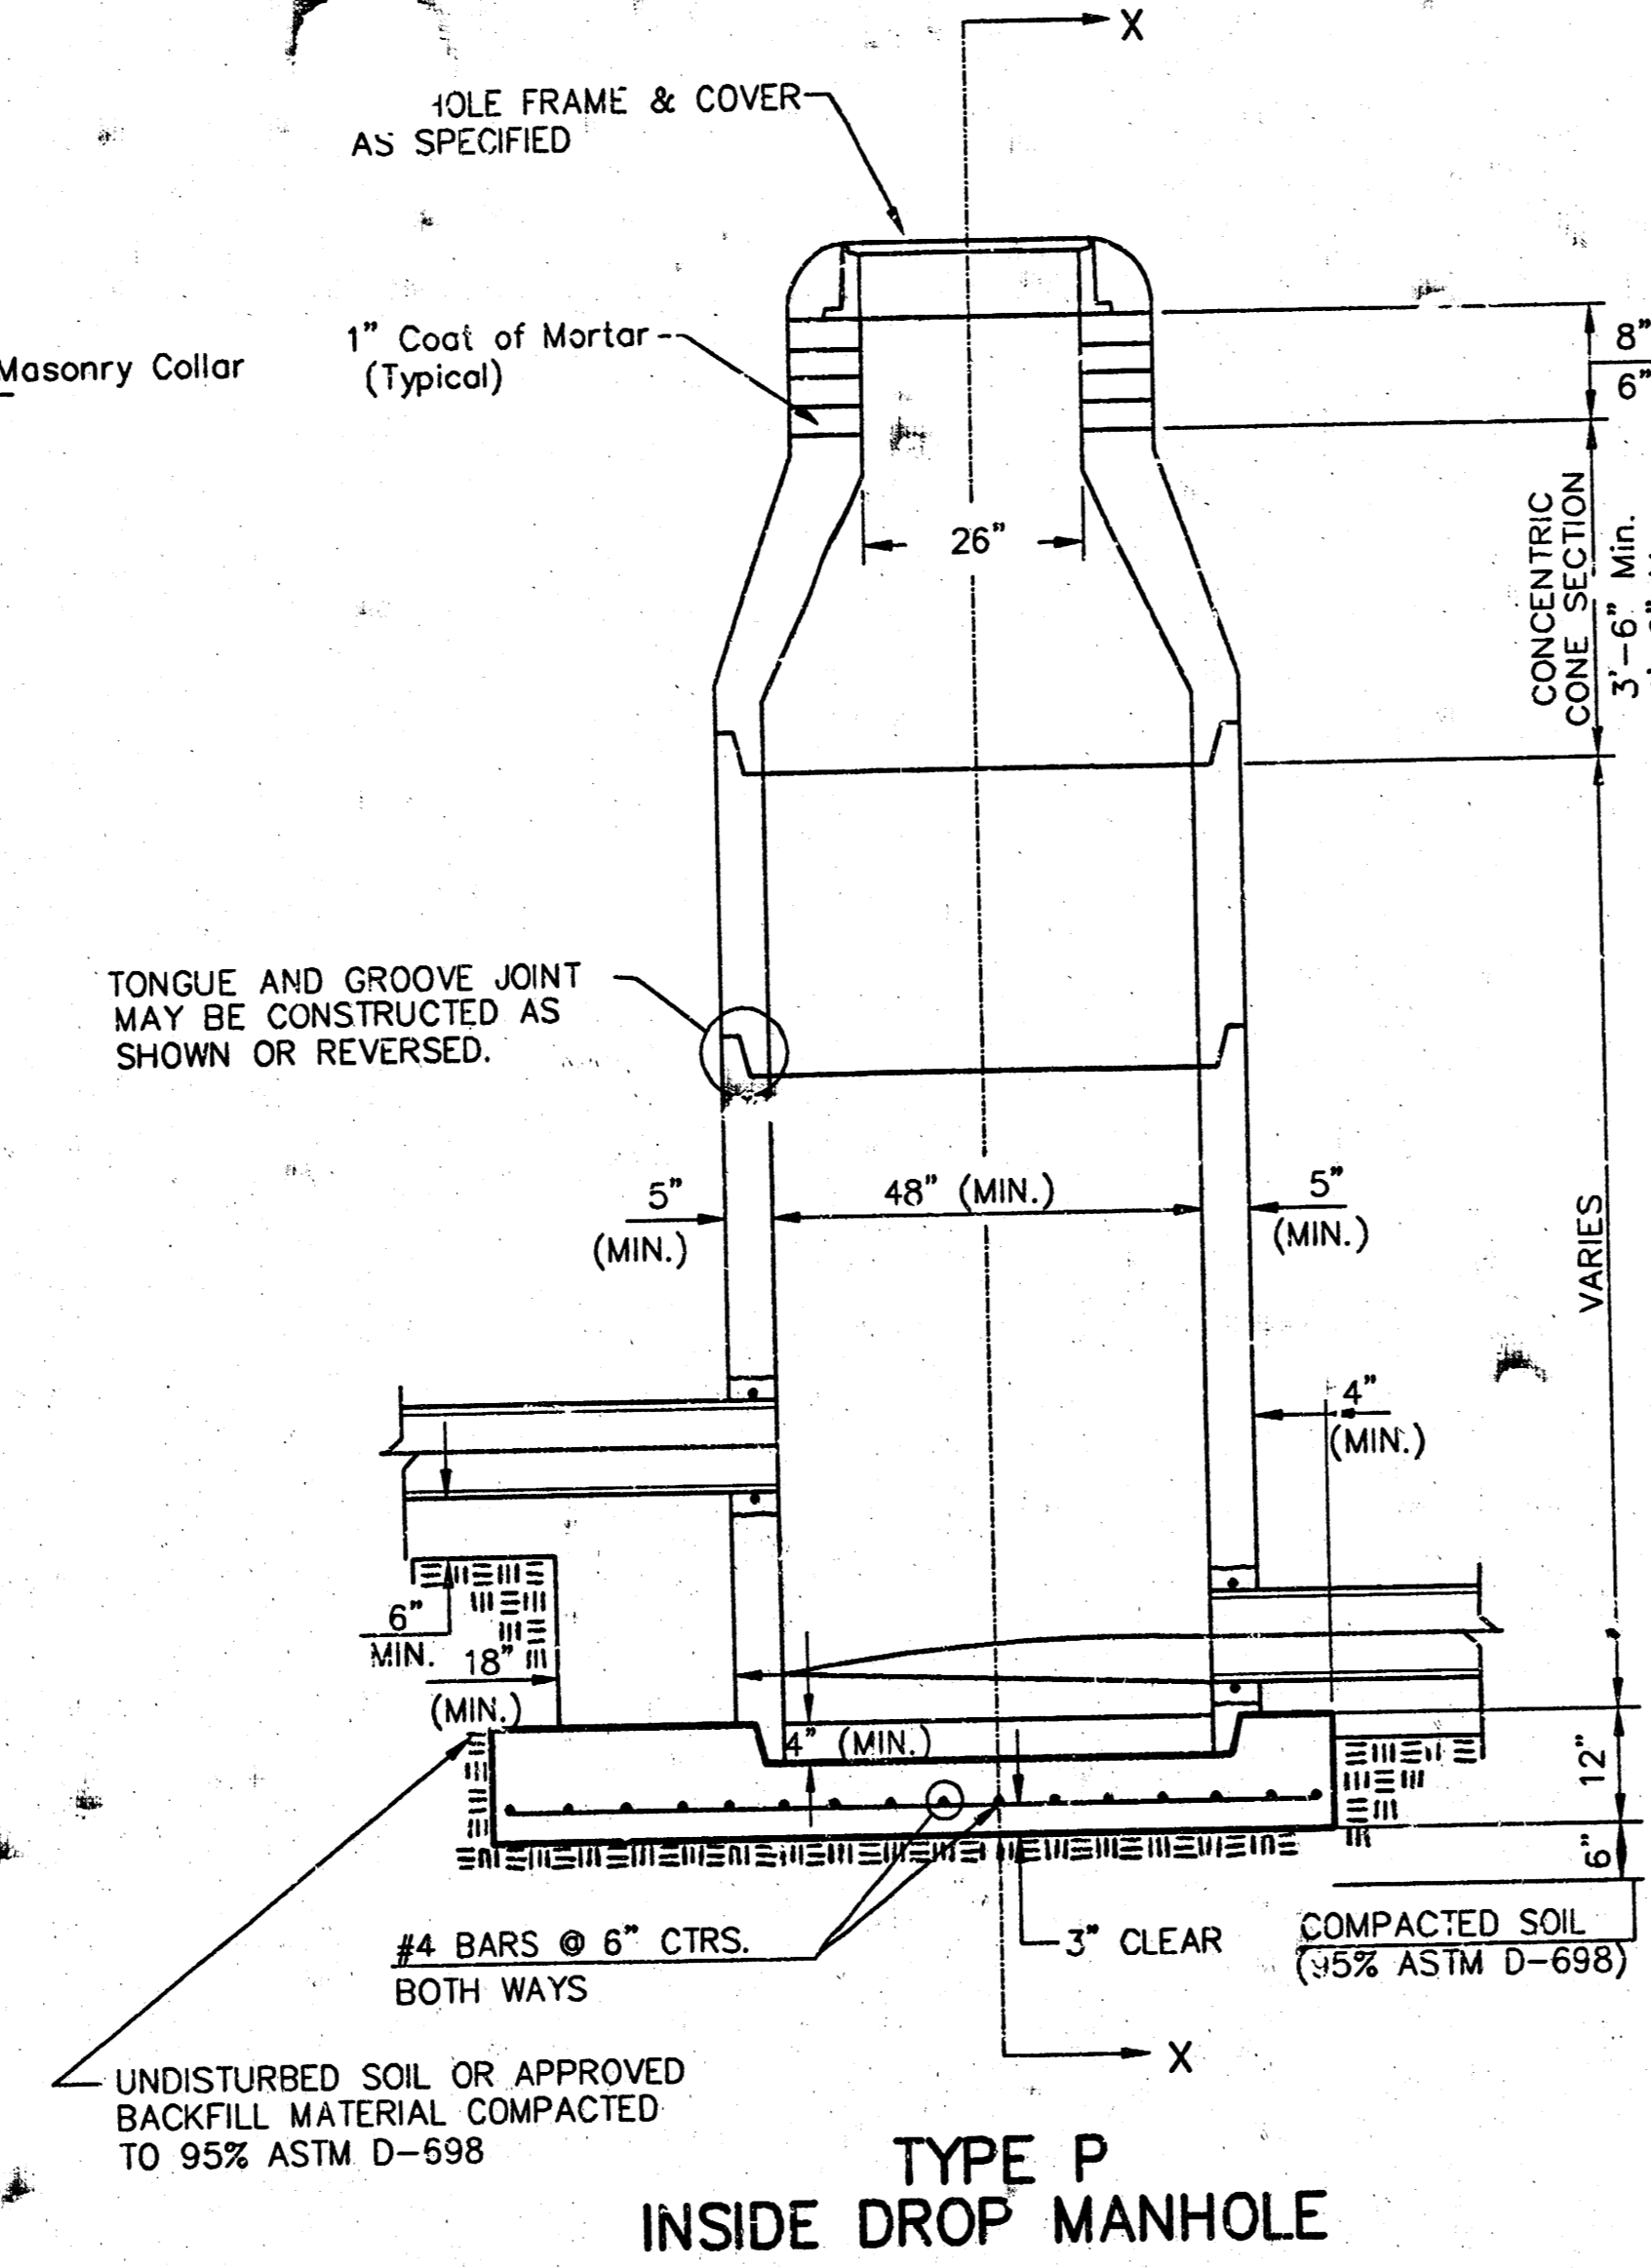 X
FRAME & COVER
AS SPECIFIED
Masonry Collar
1” Coat of Mortar
(Typical)
8”
6”
CONCENTRIC
CONE SECTION
3'-6” Min.
26”
TONGUE AND GROOVE JOINT
MAY BE CONSTRUCTED AS
SHOWN OR REVERSED.
5”
(MIN.)
48” (MIN.)
5”
(MIN.)
VARIES
4”
(MIN.)
6”
MIN.
18”
(MIN.)
4” (MIN.)
12”
6”
#4 BARS @ 6” CTRS.
BOTH WAYS
3” CLEAR
COMPACTED SOIL
(95% ASTM D-698)
X
UNDISTURBED SOIL OR APPROVED
BACKFILL MATERIAL COMPACTED
TO 95% ASTM D-698
TYPE P
INSIDE DROP MANHOLE